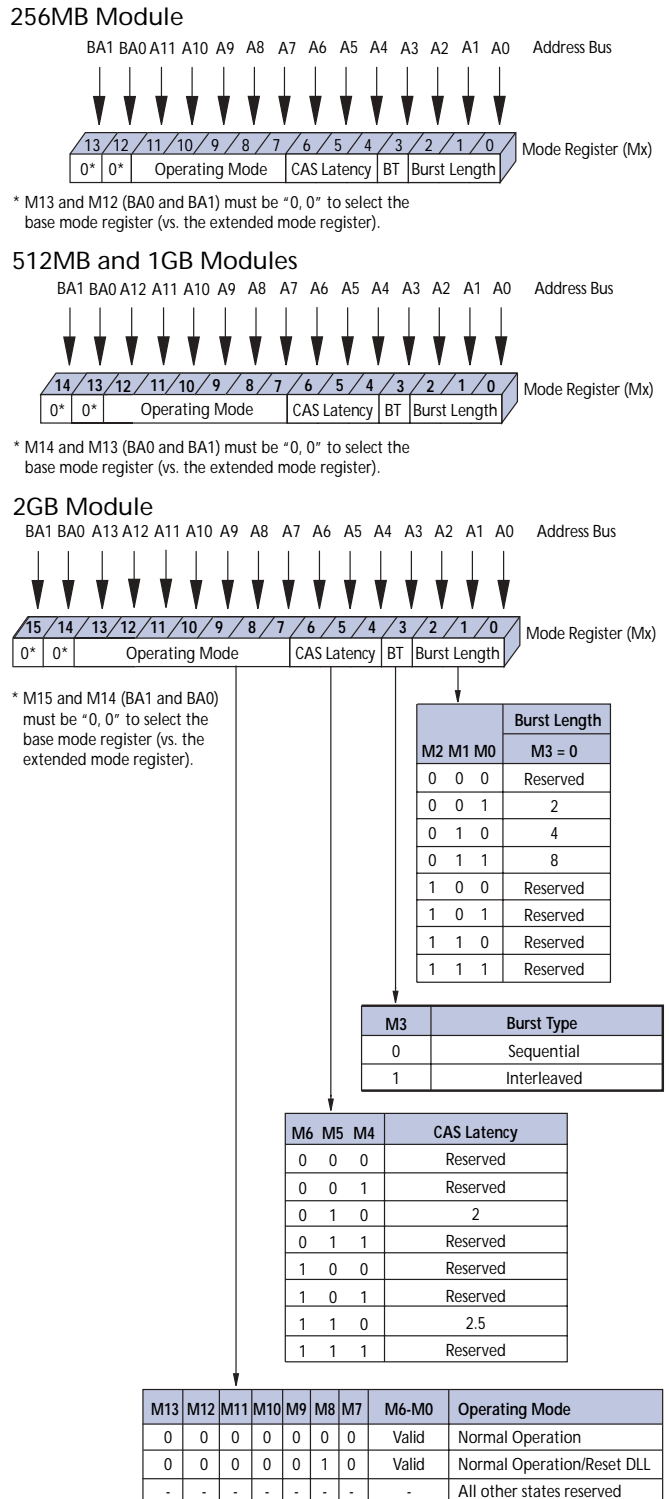 256MB Module
BA1 BA0 A11 A10 A9 A8 A7 A6 A5 A4 A3 A2 A1 A0 Address Bus
13 12 11 10 9 8 7 6 5 4 3 2 1 0 Mode Register (Mx)
0* 0* Operating Mode CAS Latency BT Burst Length
* M13 and M12 (BA0 and BA1) must be “0, 0” to select the
base mode register (vs. the extended mode register).
512MB and 1GB Modules
BA1 BA0 A12 A11 A10 A9 A8 A7 A6 A5 A4 A3 A2 A1 A0 Address Bus
14 13 12 11 10 9 8 7 6 5 4 3 2 1 0 Mode Register (Mx)
0* 0* Operating Mode CAS Latency BT Burst Length
* M14 and M13 (BA0 and BA1) must be “0, 0” to select the
base mode register (vs. the extended mode register).
2GB Module
BA1 BA0 A13 A12 A11 A10 A9 A8 A7 A6 A5 A4 A3 A2 A1 A0 Address Bus
15 14 13 12 11 10 9 8 7 6 5 4 3 2 1 0 Mode Register (Mx)
0* 0* Operating Mode CAS Latency BT Burst Length
* M15 and M14 (BA1 and BA0)
must be “0, 0” to select the
base mode register (vs. the
extended mode register).
Burst Length
M2 M1 M0 M3 = 0
0 0 0 Reserved
0 0 1 2
0 1 0 4
0 1 1 8
1 0 0 Reserved
1 0 1 Reserved
1 1 0 Reserved
1 1 1 Reserved
M3 Burst Type
0 Sequential
1 Interleaved
M6 M5 M4 CAS Latency
0 0 0 Reserved
0 0 1 Reserved
0 1 0 2
0 1 1 Reserved
1 0 0 Reserved
1 0 1 Reserved
1 1 0 2.5
1 1 1 Reserved
M13 M12 M11 M10 M9 M8 M7 M6-M0 Operating Mode
0 0 0 0 0 0 0 Valid Normal Operation
0 0 0 0 0 1 0 Valid Normal Operation/Reset DLL
- - - - - - - - All other states reserved